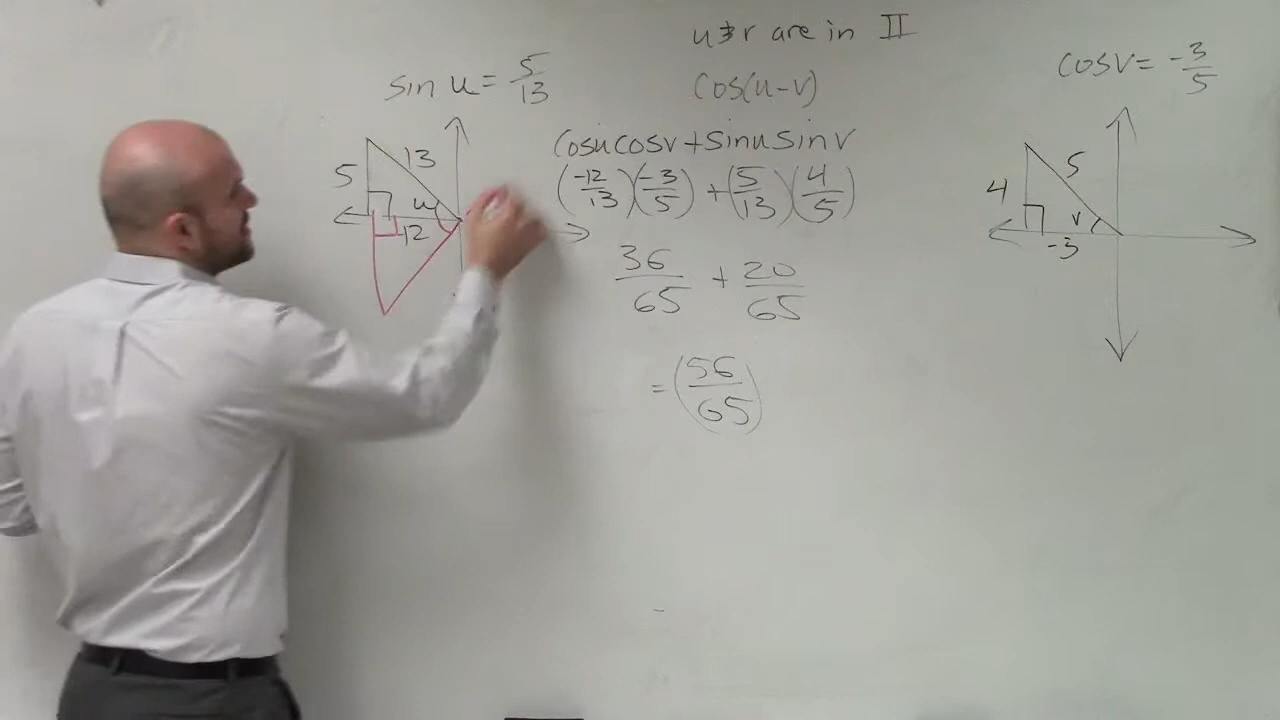 u & v are in II
sin u = 5/13
cos(u-v)
cos v = -3/5
cos u cos v + sin u sin v
(-12/13)(-3/5) + (5/13)(4/5)
36/65 + 20/65
= (56/65)
13
5
u
12
5
4
v
-3